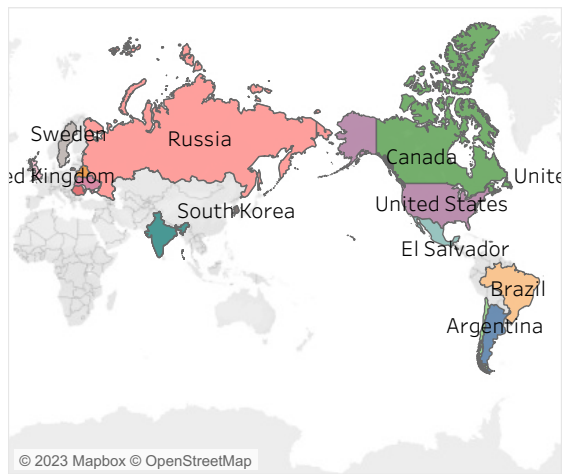 Sweden
Russia
ed Kingdom
Canada
Unite
South Korea
United States
El Salvador
Brazil
Argentina
© 2023 Mapbox © OpenStreetMap